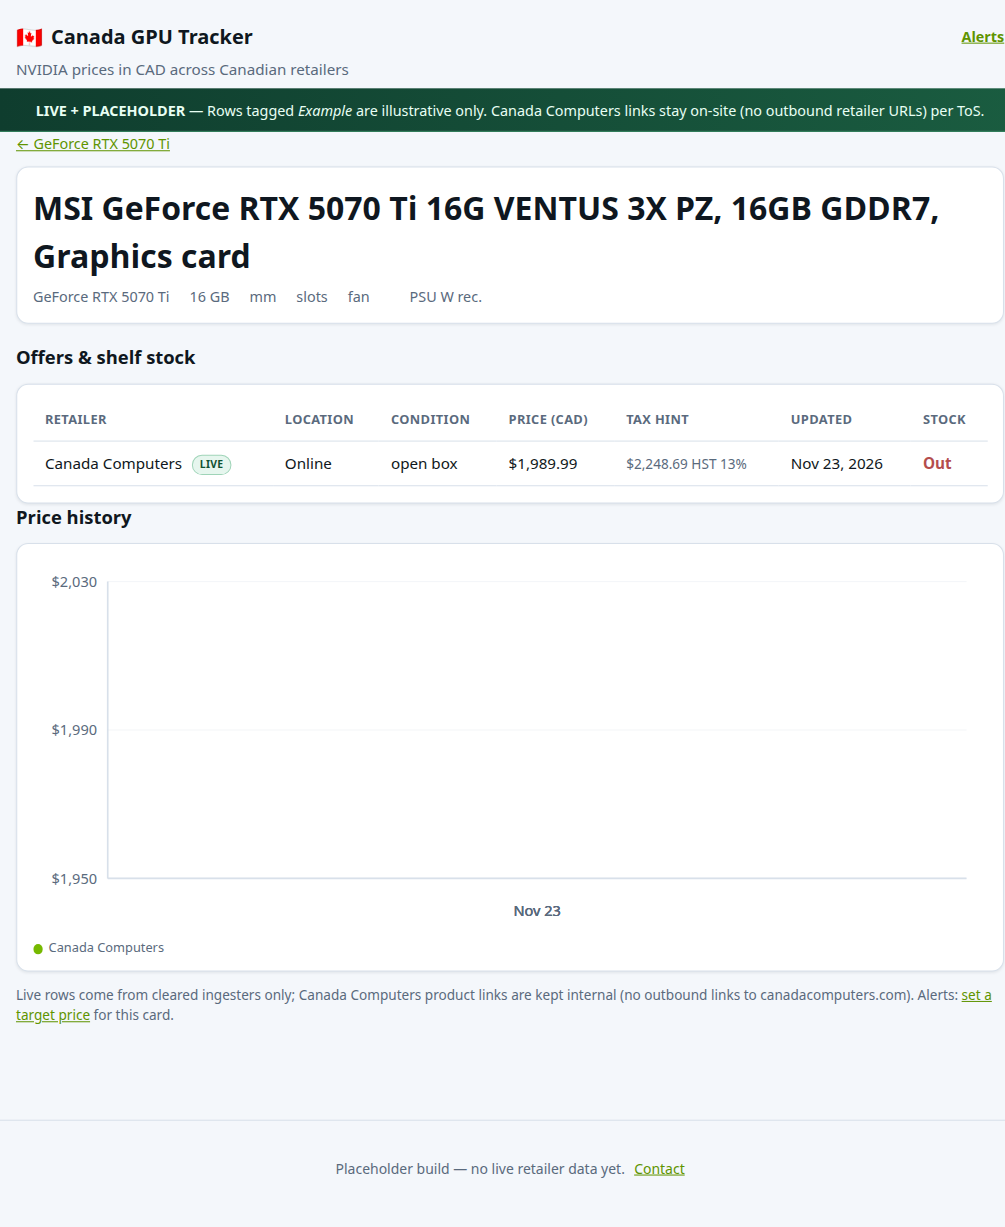 Canada GPU Tracker
Alerts
NVIDIA prices in CAD across Canadian retailers
LIVE + PLACEHOLDER — Rows tagged Example are illustrative only. Canada Computers links stay on-site (no outbound retailer URLs) per ToS.
← GeForce RTX 5070 Ti
MSI GeForce RTX 5070 Ti 16G VENTUS 3X PZ, 16GB GDDR7,
Graphics card
GeForce RTX 5070 Ti 16 GB mm slots fan PSU W rec.
Offers & shelf stock
RETAILER LOCATION CONDITION PRICE (CAD) TAX HINT UPDATED STOCK
Canada Computers LIVE Online open box $1,989.99 $2,248.69 HST 13% Nov 23, 2026 Out
Price history
$2,030
$1,990
$1,950
Nov 23
Canada Computers
Live rows come from cleared ingesters only; Canada Computers product links are kept internal (no outbound links to canadacomputers.com). Alerts: set a
target price for this card.
Placeholder build — no live retailer data yet. Contact